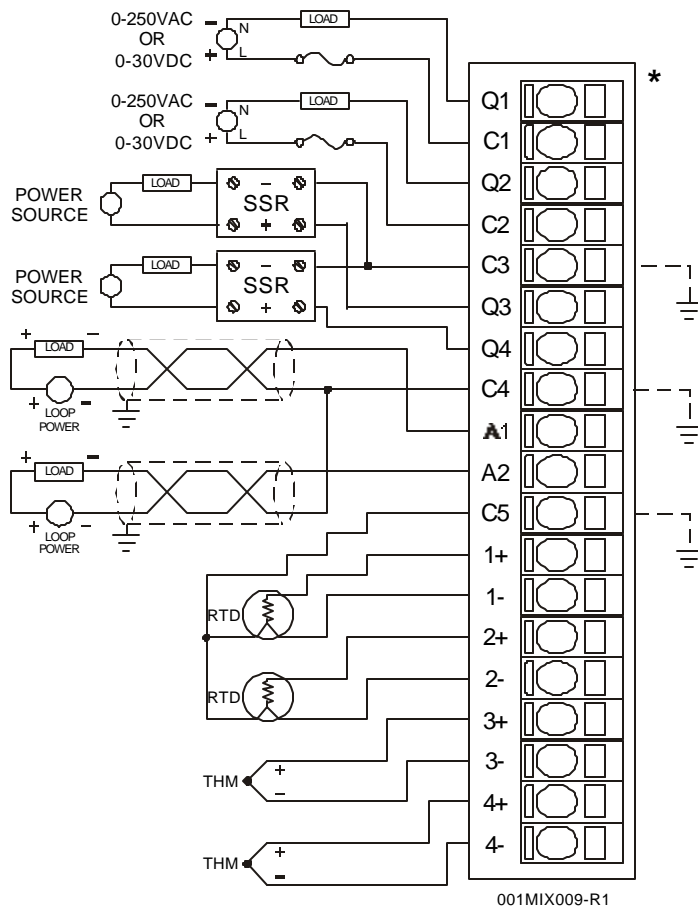 0-250VAC
OR
0-30VDC
- N
+ L
LOAD
0-250VAC
OR
0-30VDC
- N
+ L
LOAD
POWER
SOURCE
LOAD
- SSR +
POWER
SOURCE
LOAD
- SSR +
+ LOAD -
+ LOOP
POWER -
+ LOAD -
+ LOOP
POWER -
RTD
RTD
THM + -
THM + -
*
Q1
C1
Q2
C2
C3
Q3
Q4
C4
A1
A2
C5
1+
1-
2+
2-
3+
3-
4+
4-
001MIX009-R1